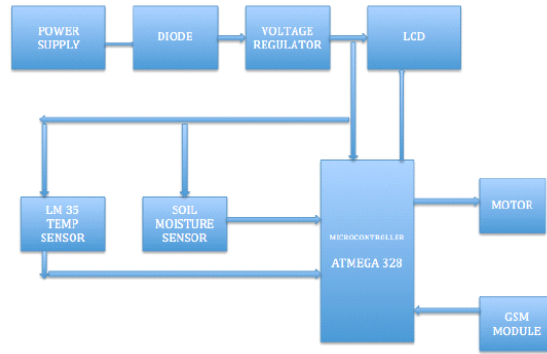 POWER
SUPPLY
DIODE
VOLTAGE
REGULATOR
LCD
LM 35
TEMP
SENSOR
SOIL
MOISTURE
SENSOR
MICROCONTROLLER
ATMEGA 328
MOTOR
GSM
MODULE